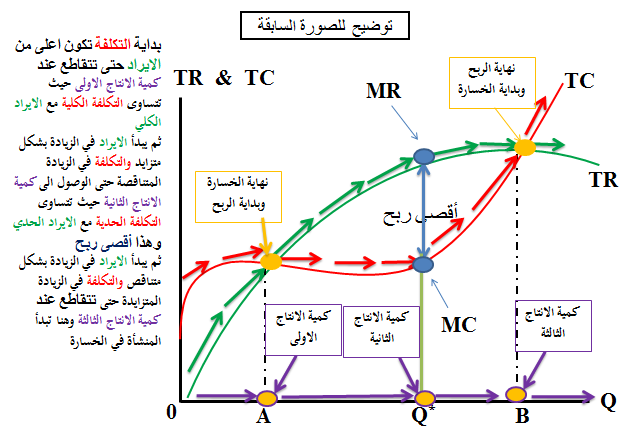 توضيح للصورة السابقة
بداية التكلفة تكون اعلى من
الايراد حتى تتقاطع عند
كمية الانتاج الاولى حيث
تتساوى التكلفة الكلية مع الايراد
الكلي
ثم يبدأ الايراد في الزيادة بشكل
متزايد والتكلفة في الزيادة
المتناقصة حتى الوصول الى كمية
الانتاج الثانية حيث تتساوى
التكلفة الحدية مع الايراد الحدي
وهذا أقصى ربح
ثم يبدأ الايراد في الزيادة بشكل
متناقص والتكلفة في الزيادة
المتزايدة حتى تتقاطع عند
كمية الانتاج الثالثة وهنا تبدأ
المنشأة في الخسارة
TR & TC
MR
نهاية الربح
وبداية الخسارة
TC
TR
نهاية الخسارة
وبداية الربح
أقصى ربح
MC
كمية الانتاج
الاولى
كمية الانتاج
الثانية
كمية الانتاج
الثالثة
0
A
Q*
B
Q